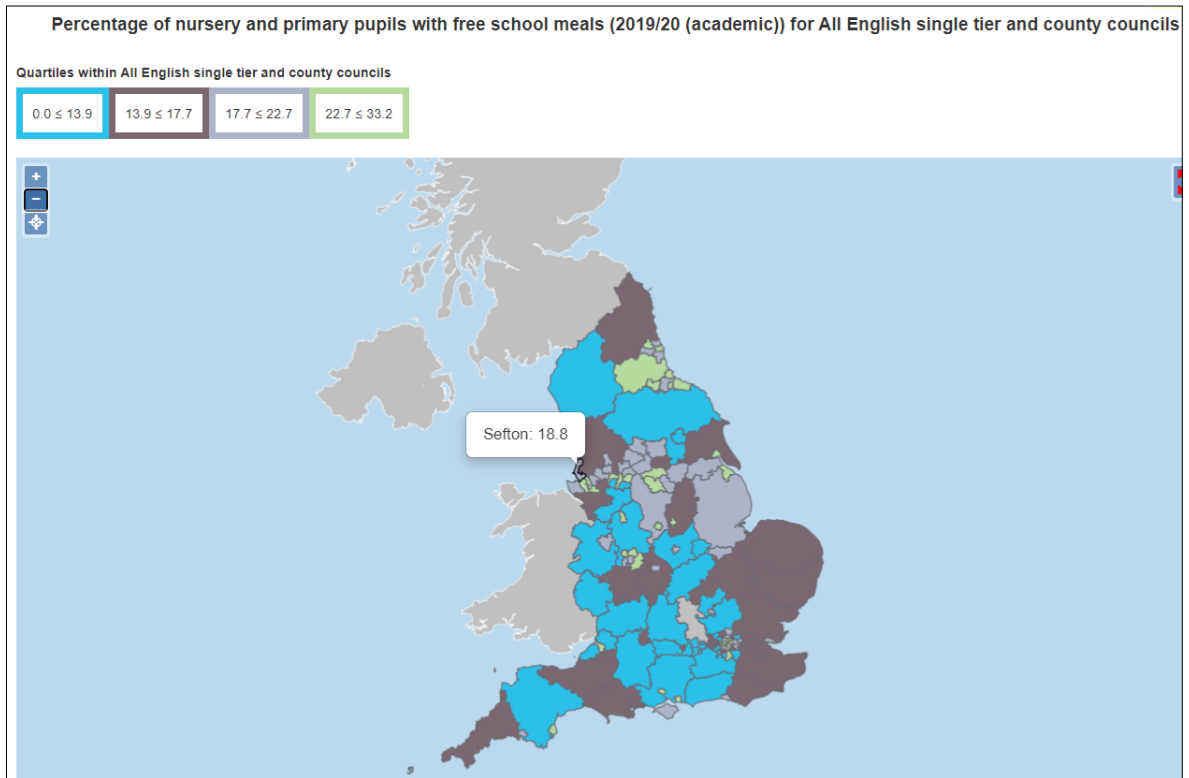 Percentage of nursery and primary pupils with free school meals (2019/20 (academic)) for All English single tier and county councils
Quartiles within All English single tier and county councils
0.0 ≤ 13.9 13.9 ≤ 17.7 17.7 ≤ 22.7 22.7 ≤ 33.2
+
−
Sefton: 18.8